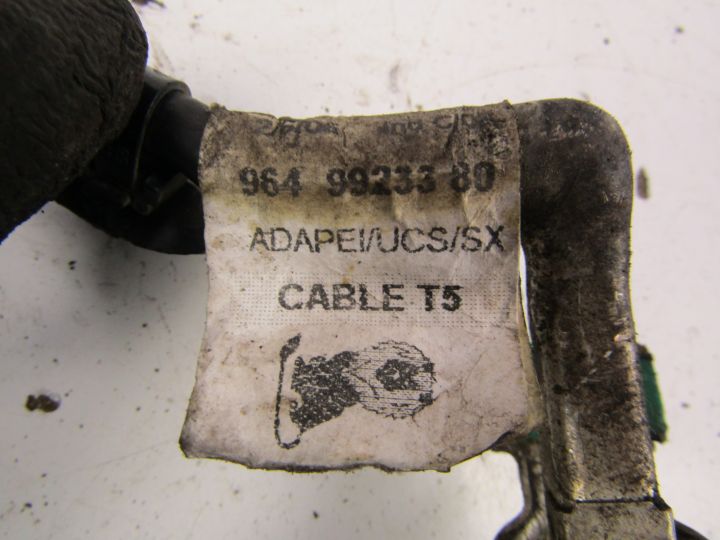 964 99233 80
ADAPEI/UCS/SX
CABLE T5